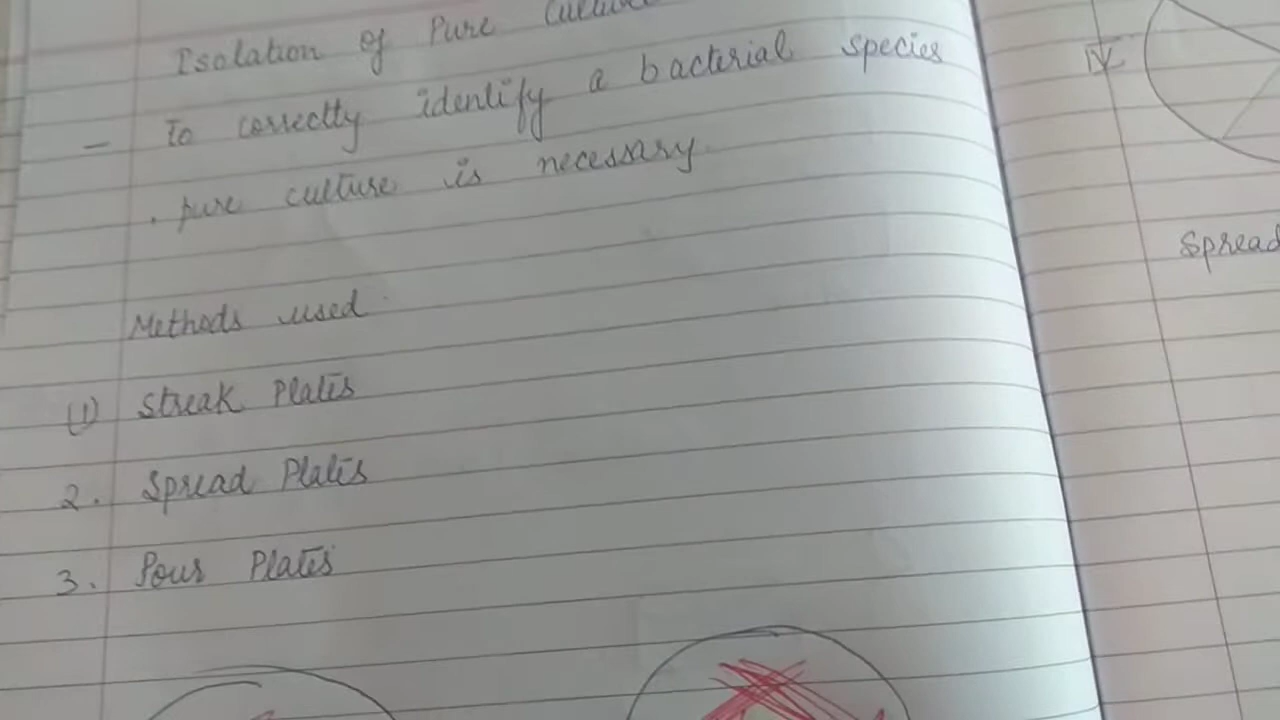 Isolation of Pure Culture
- To correctly identify a bacterial species
. pure culture is necessary.
Methods used
(1) Streak Plates
2. Spread Plates
3. Pour Plates
Spread